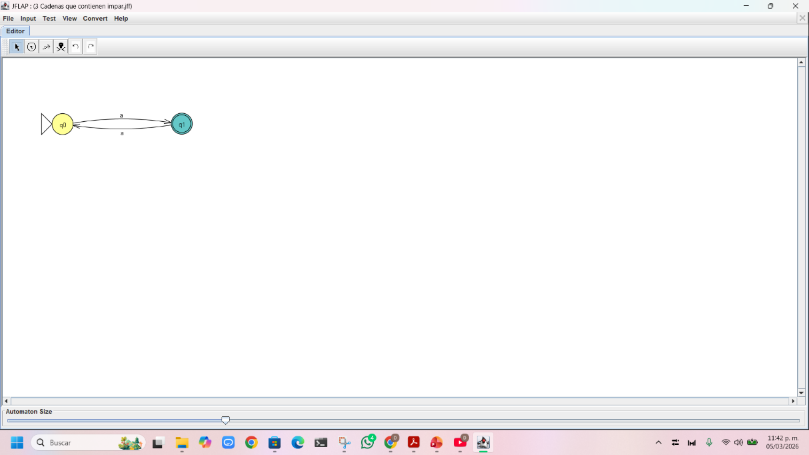 JFLAP : (3 Cadenas que contienen impar.jff)
File Input Test View Convert Help
Editor
a
q0
q1
a
Automaton Size
Buscar
11:42 p. m.
05/03/2026